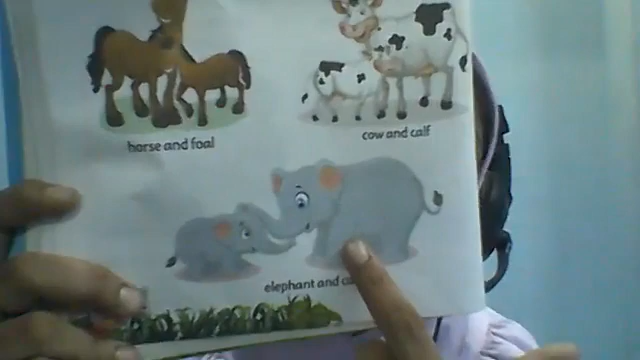 horse and foal
cow and calf
elephant and